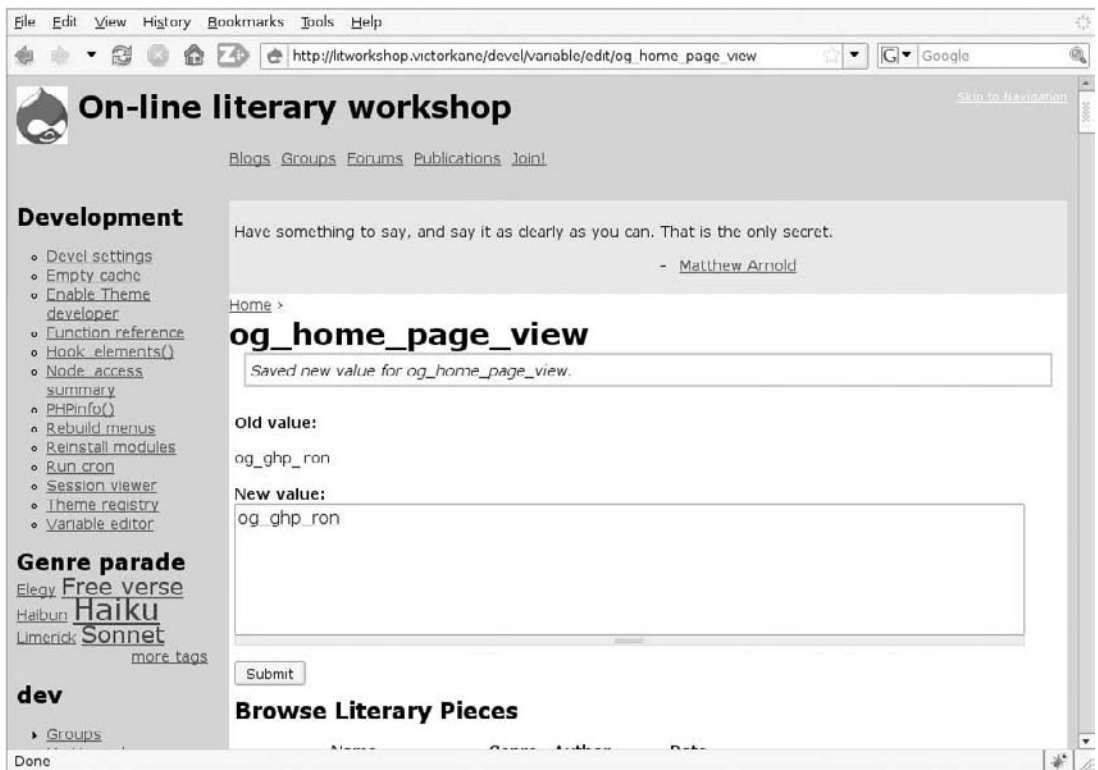 File Edit View History Bookmarks Tools Help
http://litworkshop.victorkane/devel/variable/edit/og_home_page_view
G Google
On-line literary workshop
Skip to Navigation
Blogs Groups Forums Publications Join!
Development
Devel settings
Empty cache
Enable Theme
developer
Function reference
Hook_elements()
Node_access
summary
PHPinfo()
Rebuild menus
Reinstall modules
Run cron
Session viewer
Theme registry
Variable editor
Genre parade
Elegy Free verse
Haibun Haiku
Limerick Sonnet
more tags
dev
Groups
Have something to say, and say it as clearly as you can. That is the only secret.
- Matthew Arnold
Home ›
og_home_page_view
Saved new value for og_home_page_view.
Old value:
og_ghp_ron
New value:
og_ghp_ron
Submit
Browse Literary Pieces
Name Genre Author Date
Done